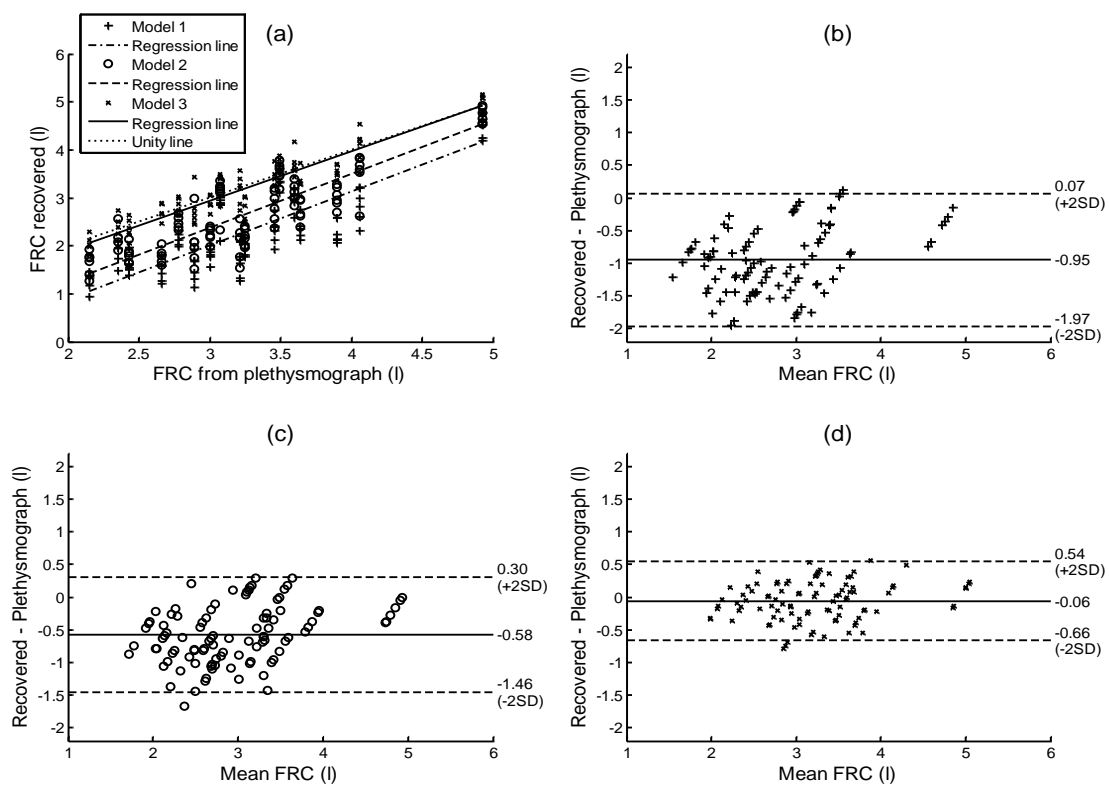 Model 1
Regression line
Model 2
Regression line
Model 3
Regression line
Unity line
(a)
6
5
4
3
2
1
0
FRC recovered (l)
2
2.5
3
3.5
4
4.5
5
FRC from plethysmograph (l)
(b)
2
1.5
1
0.5
0
-0.5
-1
-1.5
-2
Recovered - Plethysmograph (l)
0.07
(+2SD)
-0.95
-1.97
(-2SD)
1
2
3
4
5
6
Mean FRC (l)
(c)
2
1.5
1
0.5
0
-0.5
-1
-1.5
-2
Recovered - Plethysmograph (l)
0.30
(+2SD)
-0.58
-1.46
(-2SD)
1
2
3
4
5
6
Mean FRC (l)
(d)
2
1.5
1
0.5
0
-0.5
-1
-1.5
-2
Recovered - Plethysmograph (l)
0.54
(+2SD)
-0.06
-0.66
(-2SD)
1
2
3
4
5
6
Mean FRC (l)